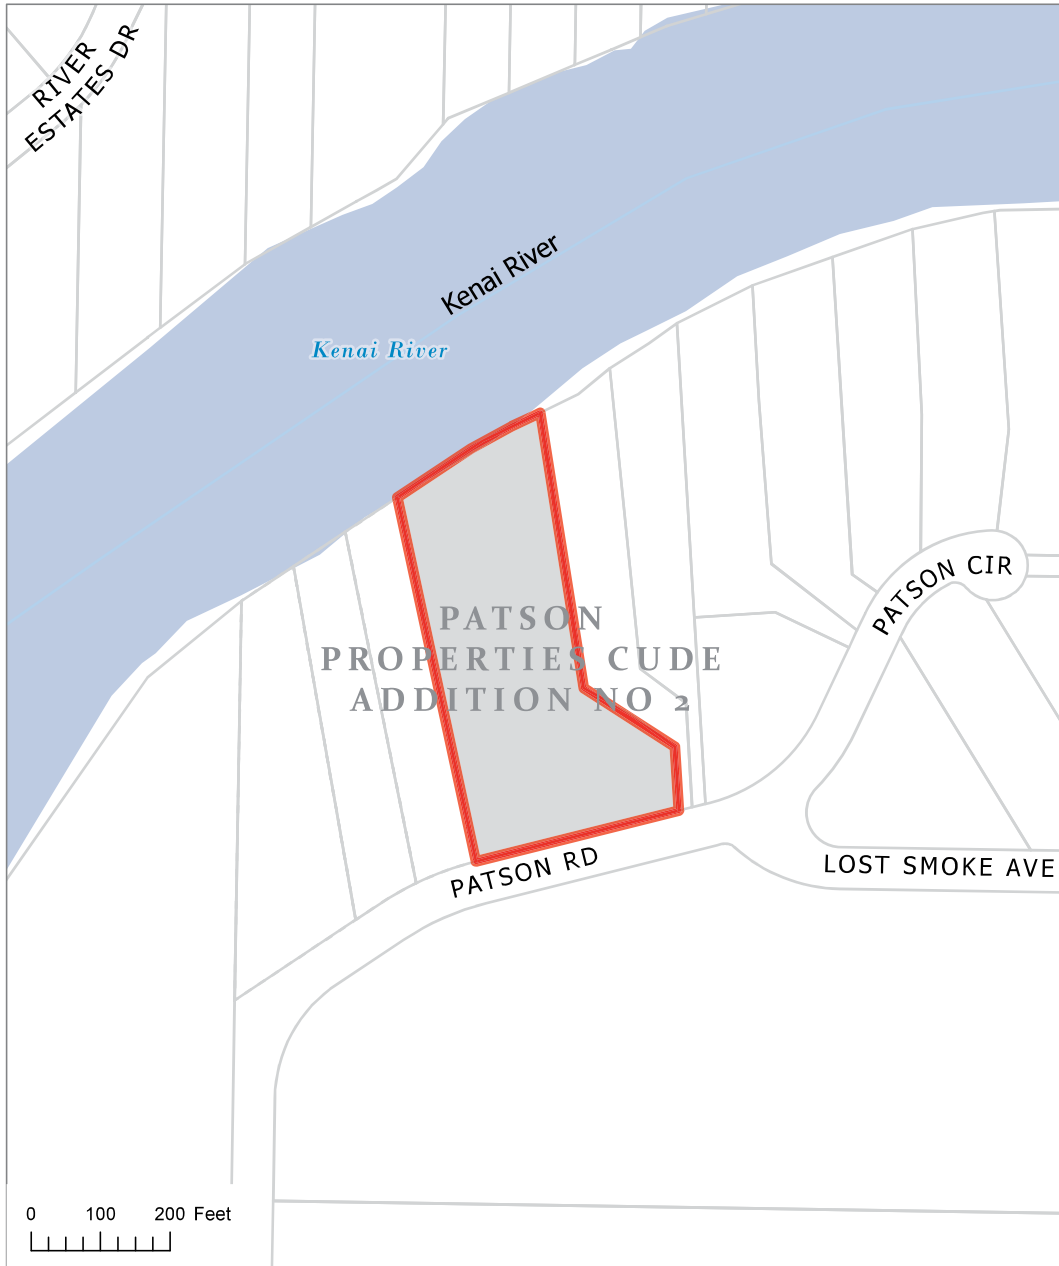 RIVER
ESTATES DR
Kenai River
Kenai River
PATSON CIR
PATSON
PROPERTIES CUDE
ADDITION NO 2
PATSON RD
LOST SMOKE AVE
0 100 200 Feet